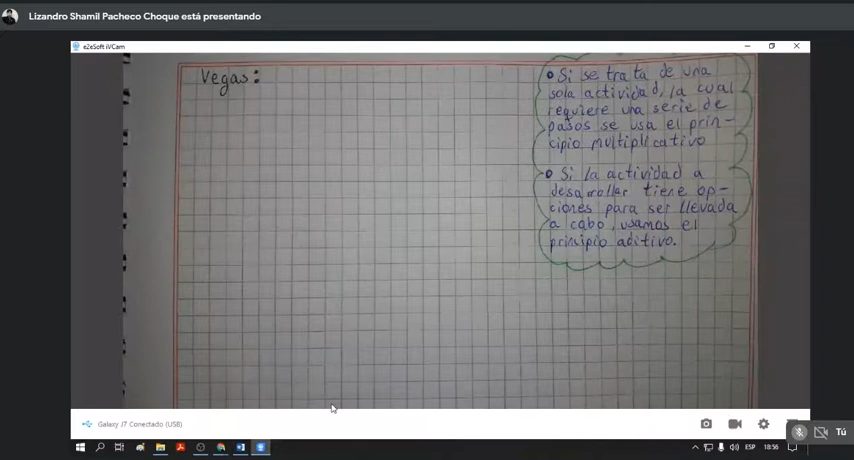 Lizandro Shamil Pacheco Choque está presentando
e2eSoft iVCam
Vegas:
• Si se trata de una
sola actividad, la cual
requiere una serie de
pasos se usa el prin-
cipio multiplicativo
• Si la actividad a
desarrollar tiene op-
ciones para ser llevada
a cabo, usamos el
principio aditivo.
Galaxy J7 Conectado (USB)
Tú
ESP
18:56